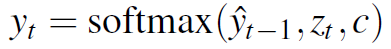 y_t = softmax(ŷ_{t−1}, z_t, c)